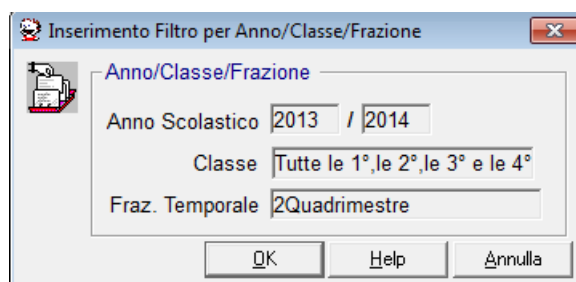 Inserimento Filtro per Anno/Classe/Frazione
Anno/Classe/Frazione
Anno Scolastico 2013 / 2014
Classe Tutte le 1°,le 2°,le 3° e le 4°
Fraz. Temporale 2Quadrimestre
OK Help Annulla